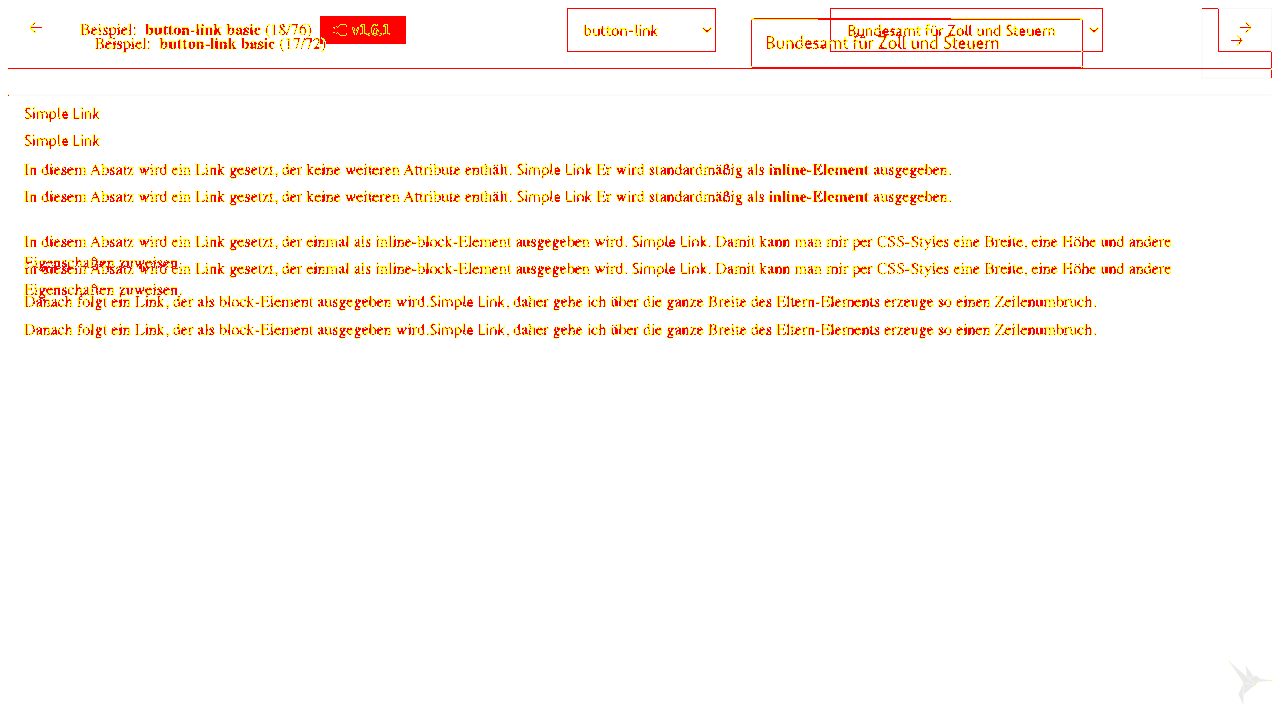 ← Beispiel: button-link basic (18/76) v1.6.1 button-link Bundesamt für Zoll und Steuern →
Beispiel: button-link basic (17/72) Bundesamt für Zoll und Steuern →
Simple Link
Simple Link
In diesem Absatz wird ein Link gesetzt, der keine weiteren Attribute enthält. Simple Link Er wird standardmäßig als inline-Element ausgegeben.
In diesem Absatz wird ein Link gesetzt, der keine weiteren Attribute enthält. Simple Link Er wird standardmäßig als inline-Element ausgegeben.
In diesem Absatz wird ein Link gesetzt, der einmal als inline-block-Element ausgegeben wird. Simple Link. Damit kann man mir per CSS-Styles eine Breite, eine Höhe und andere
Eigenschaften zuweisen.
In diesem Absatz wird ein Link gesetzt, der einmal als inline-block-Element ausgegeben wird. Simple Link. Damit kann man mir per CSS-Styles eine Breite, eine Höhe und andere
Eigenschaften zuweisen.
Danach folgt ein Link, der als block-Element ausgegeben wird.Simple Link, daher gehe ich über die ganze Breite des Eltern-Elements erzeuge so einen Zeilenumbruch.
Danach folgt ein Link, der als block-Element ausgegeben wird.Simple Link, daher gehe ich über die ganze Breite des Eltern-Elements erzeuge so einen Zeilenumbruch.